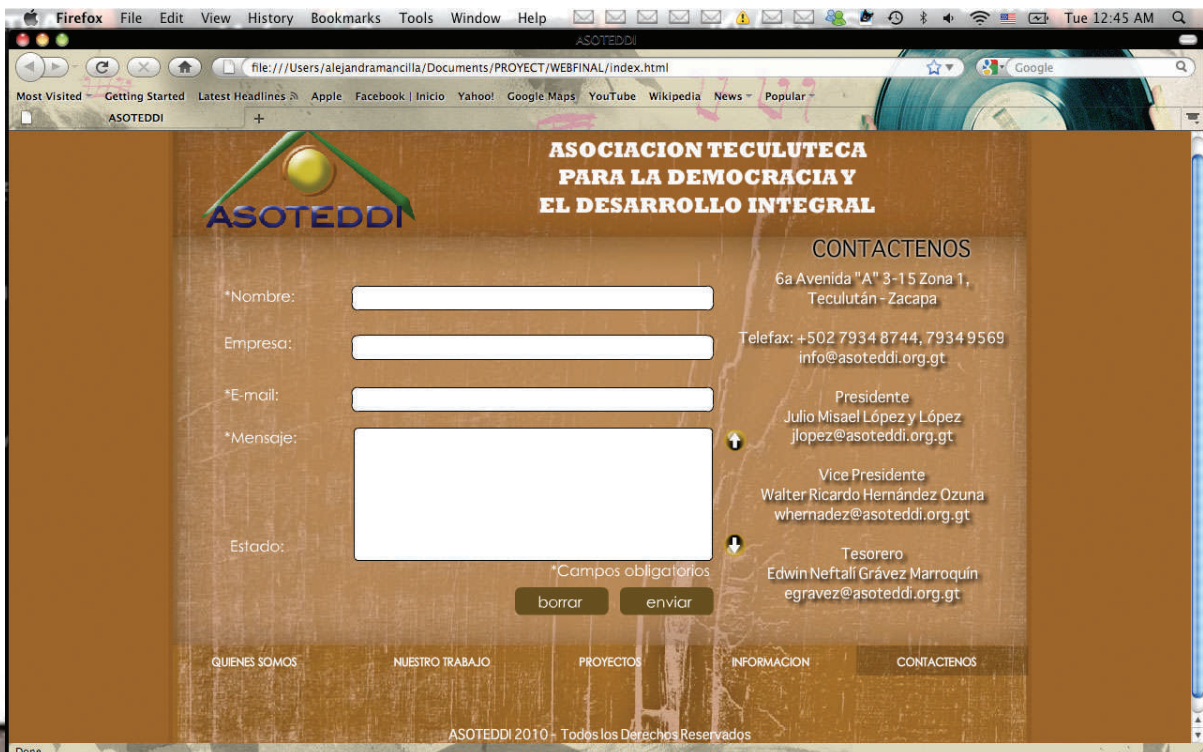 Firefox File Edit View History Bookmarks Tools Window Help Tue 12:45 AM
ASOTEDDI
file:///Users/alejandramancilla/Documents/PROYECT/WEBFINAL/index.html
Google
Most Visited Getting Started Latest Headlines Apple Facebook | Inicio Yahoo! Google Maps YouTube Wikipedia News Popular
ASOTEDDI +
ASOTEDDI
ASOCIACION TECULUTECA
PARA LA DEMOCRACIA Y
EL DESARROLLO INTEGRAL
*Nombre:
Empresa:
*E-mail:
*Mensaje:
Estado:
*Campos obligatorios
borrar enviar
CONTACTENOS
6a Avenida "A" 3-15 Zona 1,
Teculután - Zacapa
Telefax: +502 7934 8744, 7934 9569
info@asoteddi.org.gt
Presidente
Julio Misael López y López
jlopez@asoteddi.org.gt
Vice Presidente
Walter Ricardo Hernández Ozuna
whernadez@asoteddi.org.gt
Tesorero
Edwin Neftalí Grávez Marroquín
egravez@asoteddi.org.gt
QUIENES SOMOS NUESTRO TRABAJO PROYECTOS INFORMACION CONTACTENOS
ASOTEDDI 2010 - Todos los Derechos Reservados
Done